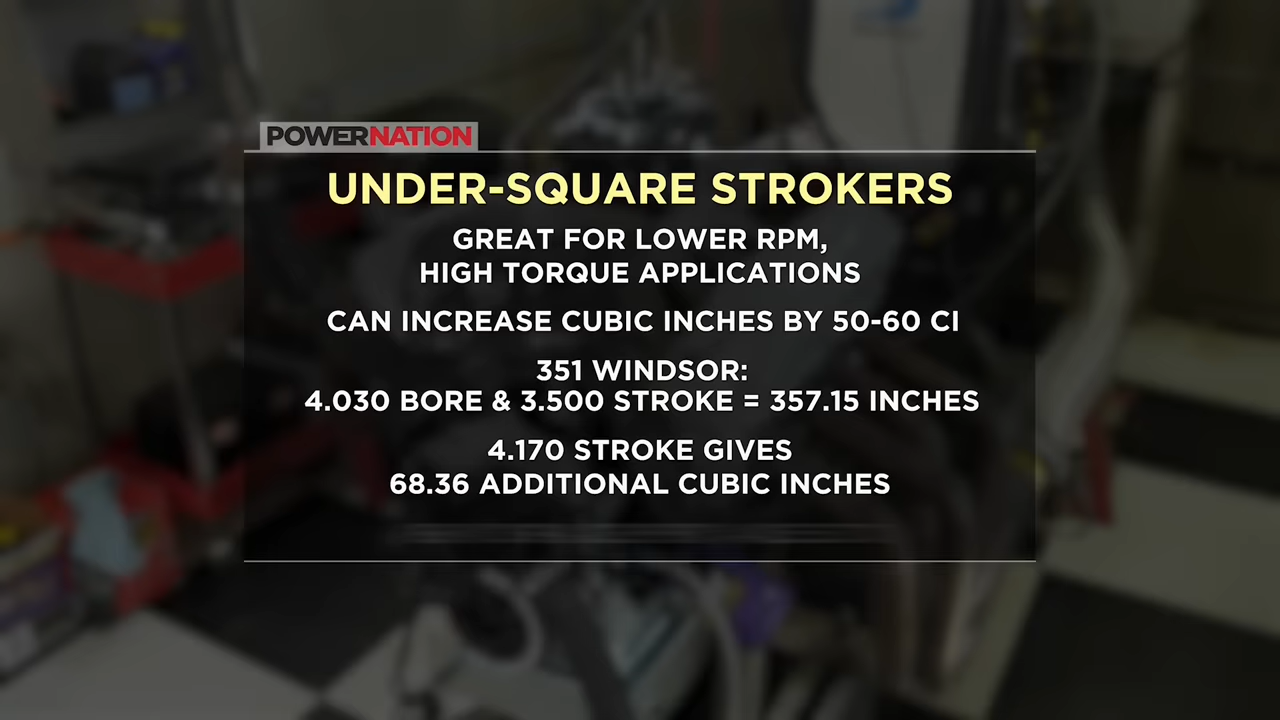 POWERNATION
UNDER-SQUARE STROKERS
GREAT FOR LOWER RPM,
HIGH TORQUE APPLICATIONS
CAN INCREASE CUBIC INCHES BY 50-60 CI
351 WINDSOR:
4.030 BORE & 3.500 STROKE = 357.15 INCHES
4.170 STROKE GIVES
68.36 ADDITIONAL CUBIC INCHES